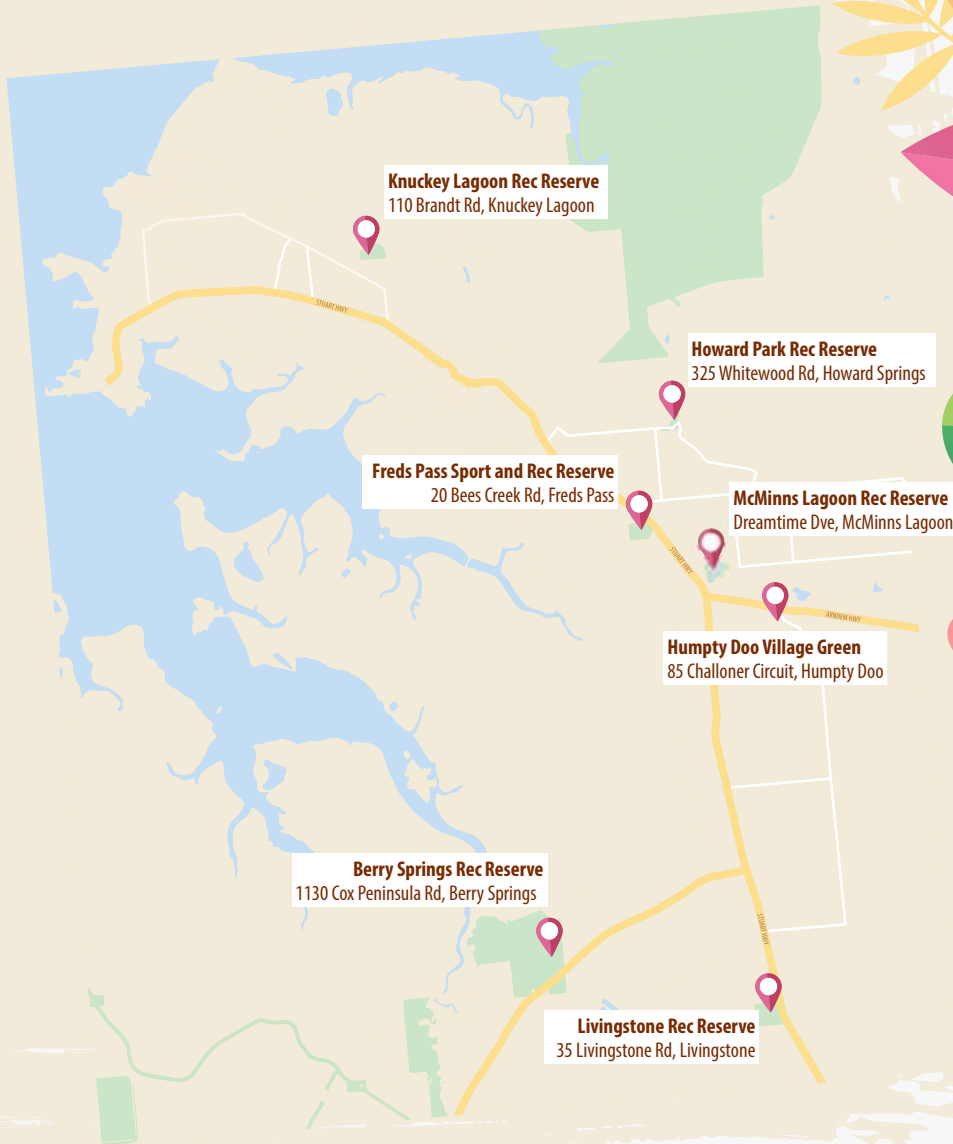 Knuckey Lagoon Rec Reserve
110 Brandt Rd, Knuckey Lagoon
STUART HWY
Howard Park Rec Reserve
325 Whitewood Rd, Howard Springs
Freds Pass Sport and Rec Reserve
20 Bees Creek Rd, Freds Pass
McMinns Lagoon Rec Reserve
Dreamtime Dve, McMinns Lagoon
STUART HWY
ARNHEM HWY
Humpty Doo Village Green
85 Challoner Circuit, Humpty Doo
Berry Springs Rec Reserve
1130 Cox Peninsula Rd, Berry Springs
STUART HWY
Livingstone Rec Reserve
35 Livingstone Rd, Livingstone